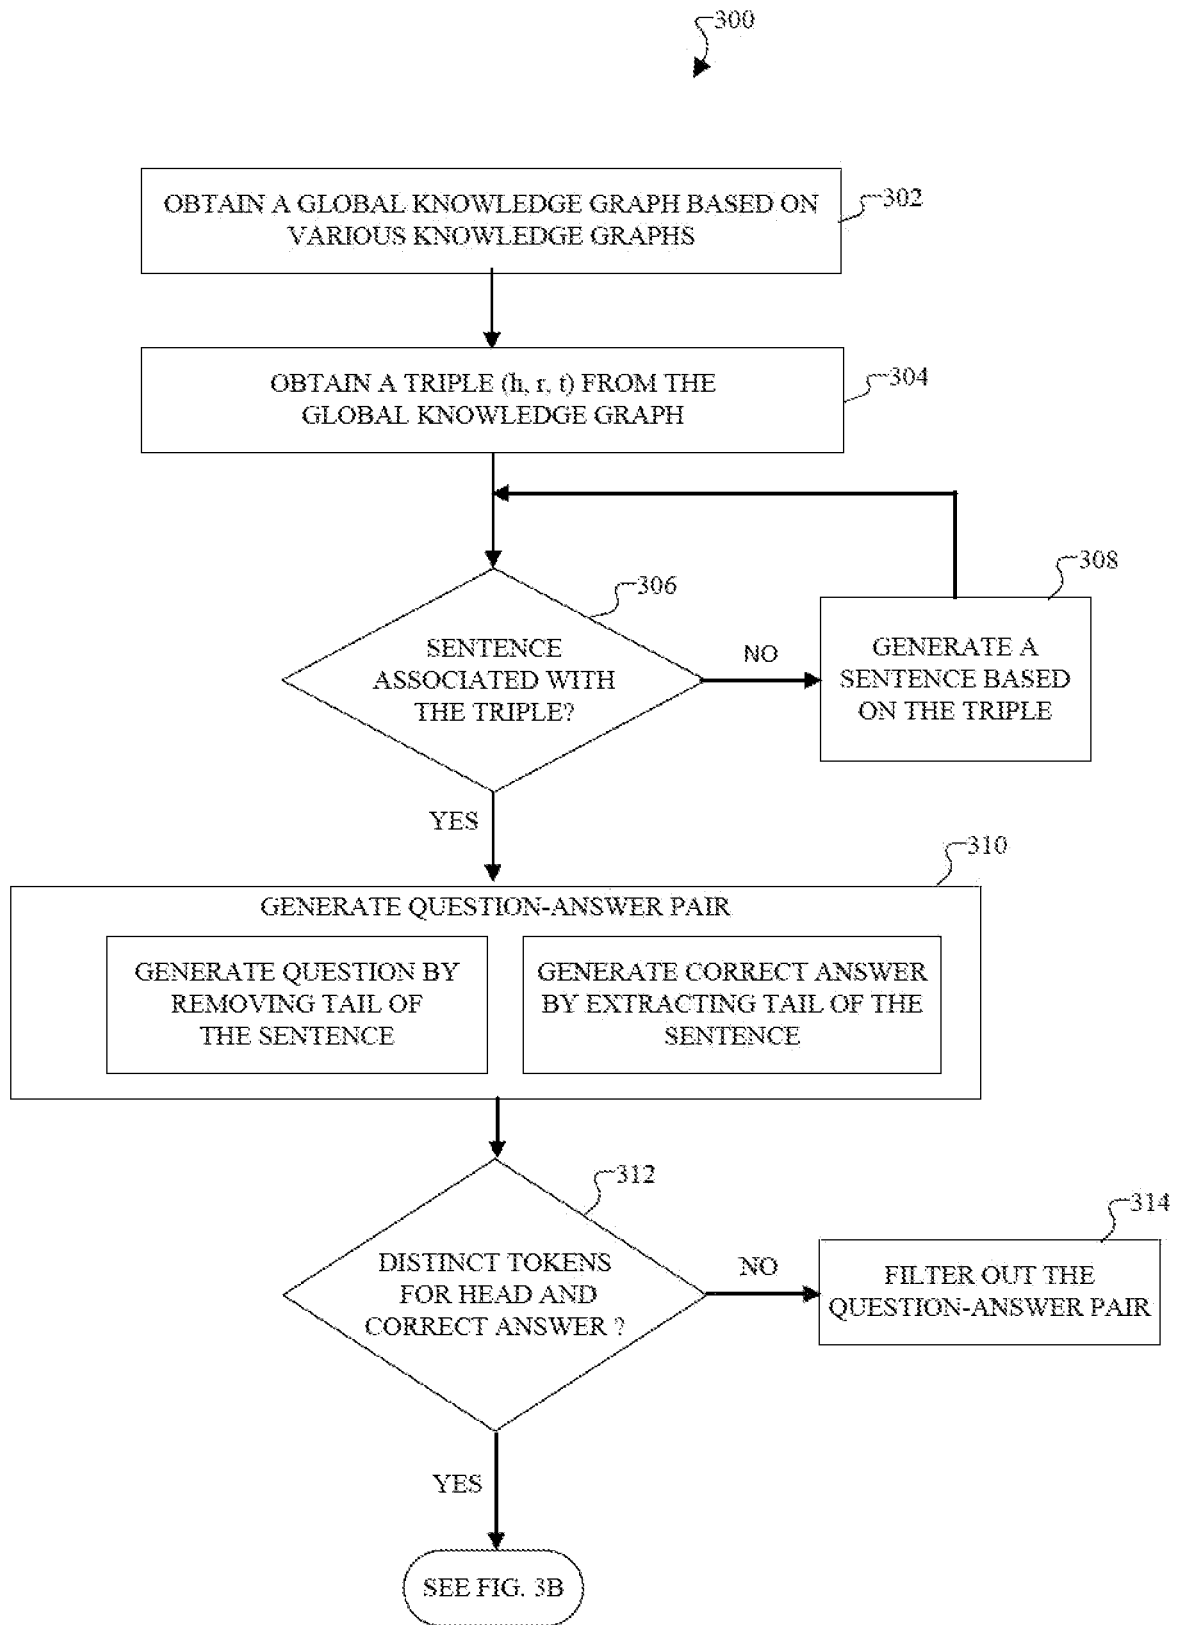 300
OBTAIN A GLOBAL KNOWLEDGE GRAPH BASED ON
VARIOUS KNOWLEDGE GRAPHS
302
OBTAIN A TRIPLE (h, r, t) FROM THE
GLOBAL KNOWLEDGE GRAPH
304
SENTENCE
ASSOCIATED WITH
THE TRIPLE?
306
NO
GENERATE A
SENTENCE BASED
ON THE TRIPLE
308
YES
310
GENERATE QUESTION-ANSWER PAIR
GENERATE QUESTION BY
REMOVING TAIL OF
THE SENTENCE
GENERATE CORRECT ANSWER
BY EXTRACTING TAIL OF THE
SENTENCE
312
DISTINCT TOKENS
FOR HEAD AND
CORRECT ANSWER ?
NO
314
FILTER OUT THE
QUESTION-ANSWER PAIR
YES
SEE FIG. 3B